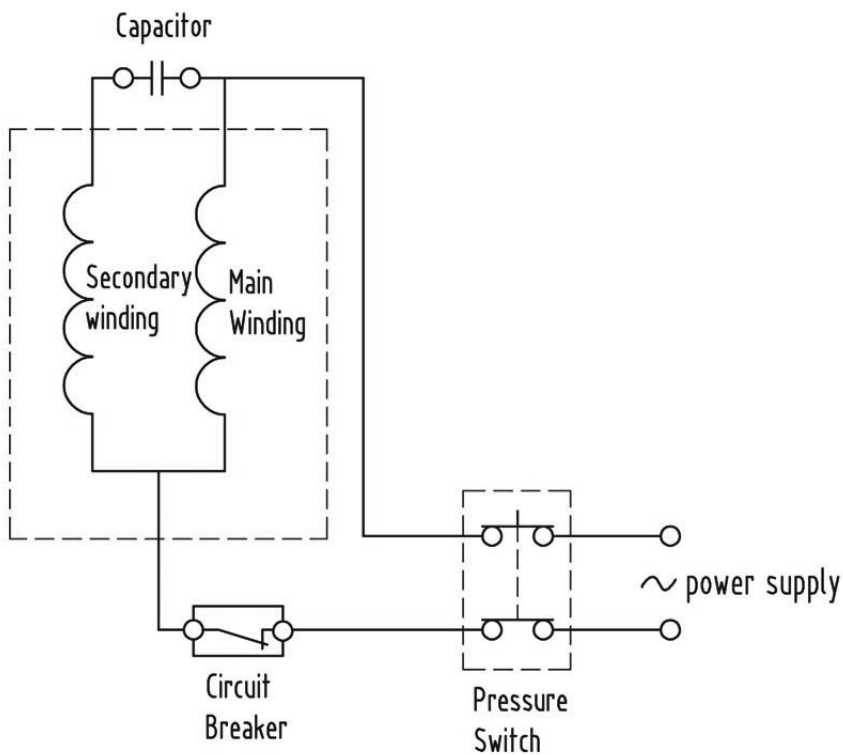 Capacitor
Secondary
winding
Main
Winding
~ power supply
Circuit
Breaker
Pressure
Switch